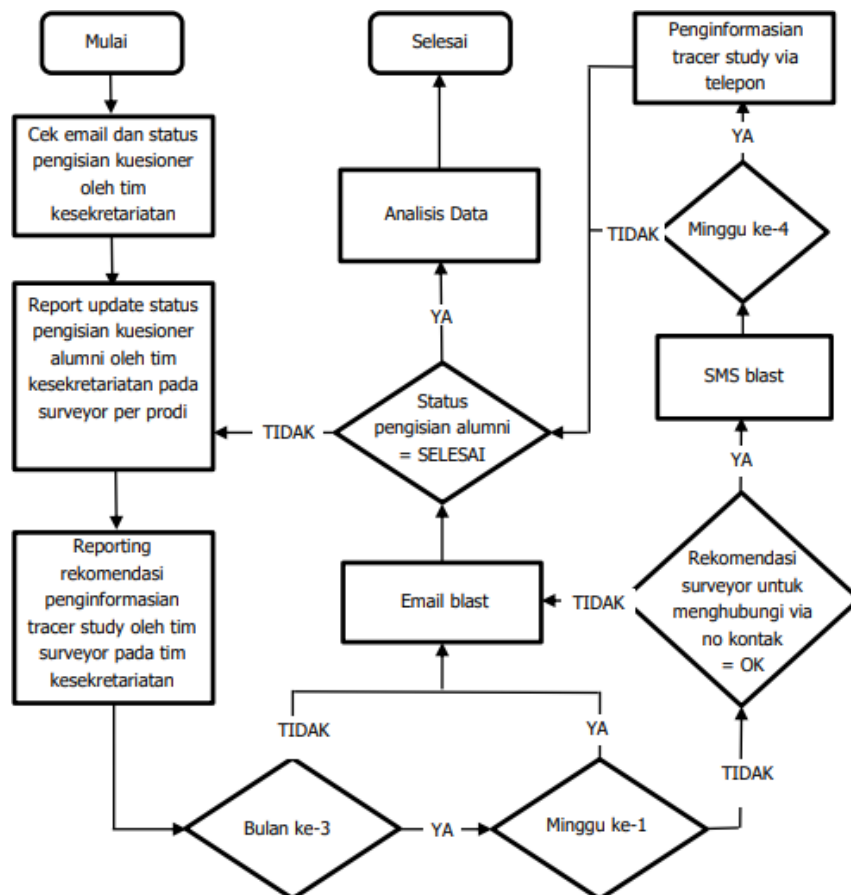 Mulai
Cek email dan status
pengisian kuesioner
oleh tim
kesekretariatan
Report update status
pengisian kuesioner
alumni oleh tim
kesekretariatan pada
surveyor per prodi
Reporting
rekomendasi
penginformasian
tracer study oleh tim
surveyor pada tim
kesekretariatan
Bulan ke-3
TIDAK
YA
Minggu ke-1
YA
TIDAK
Email blast
Rekomendasi
surveyor untuk
menghubungi via
no kontak
= OK
TIDAK
YA
SMS blast
Minggu ke-4
TIDAK
YA
Penginformasian
tracer study via
telepon
Status
pengisian alumni
= SELESAI
TIDAK
YA
Analisis Data
Selesai